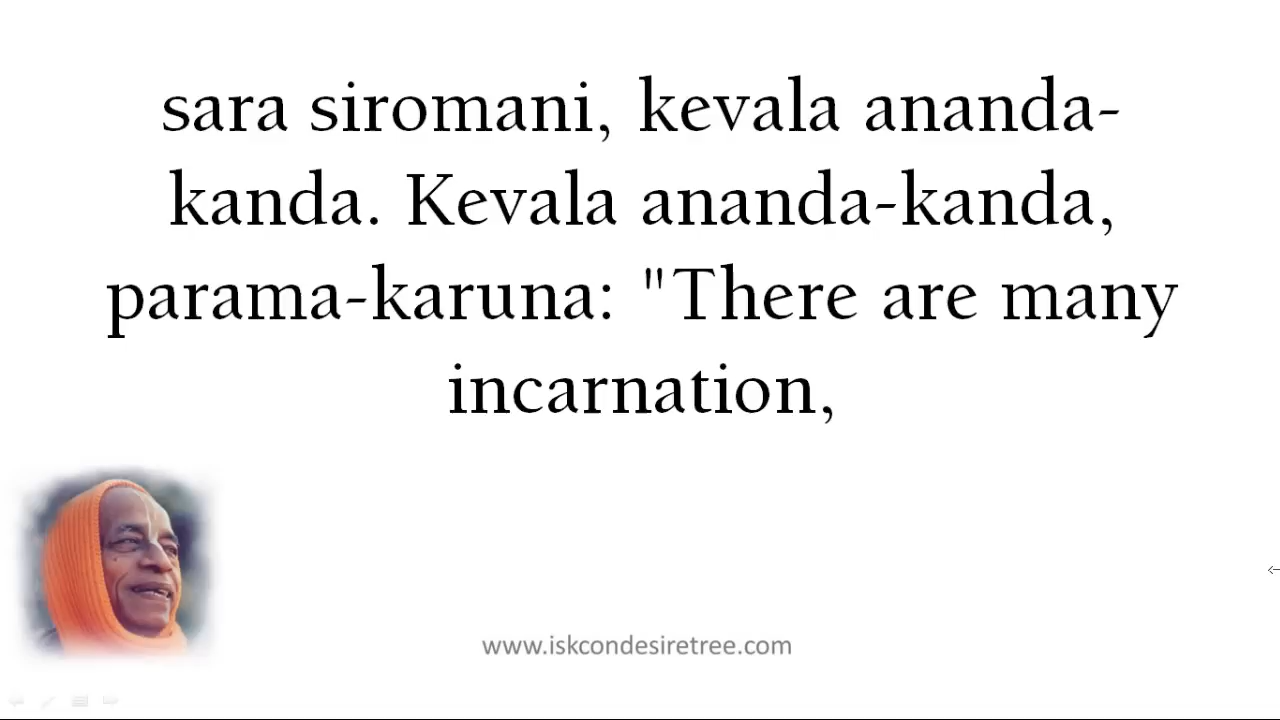 sara siromani, kevala ananda-
kanda. Kevala ananda-kanda,
parama-karuna: "There are many
incarnation,
www.iskcondesiretree.com